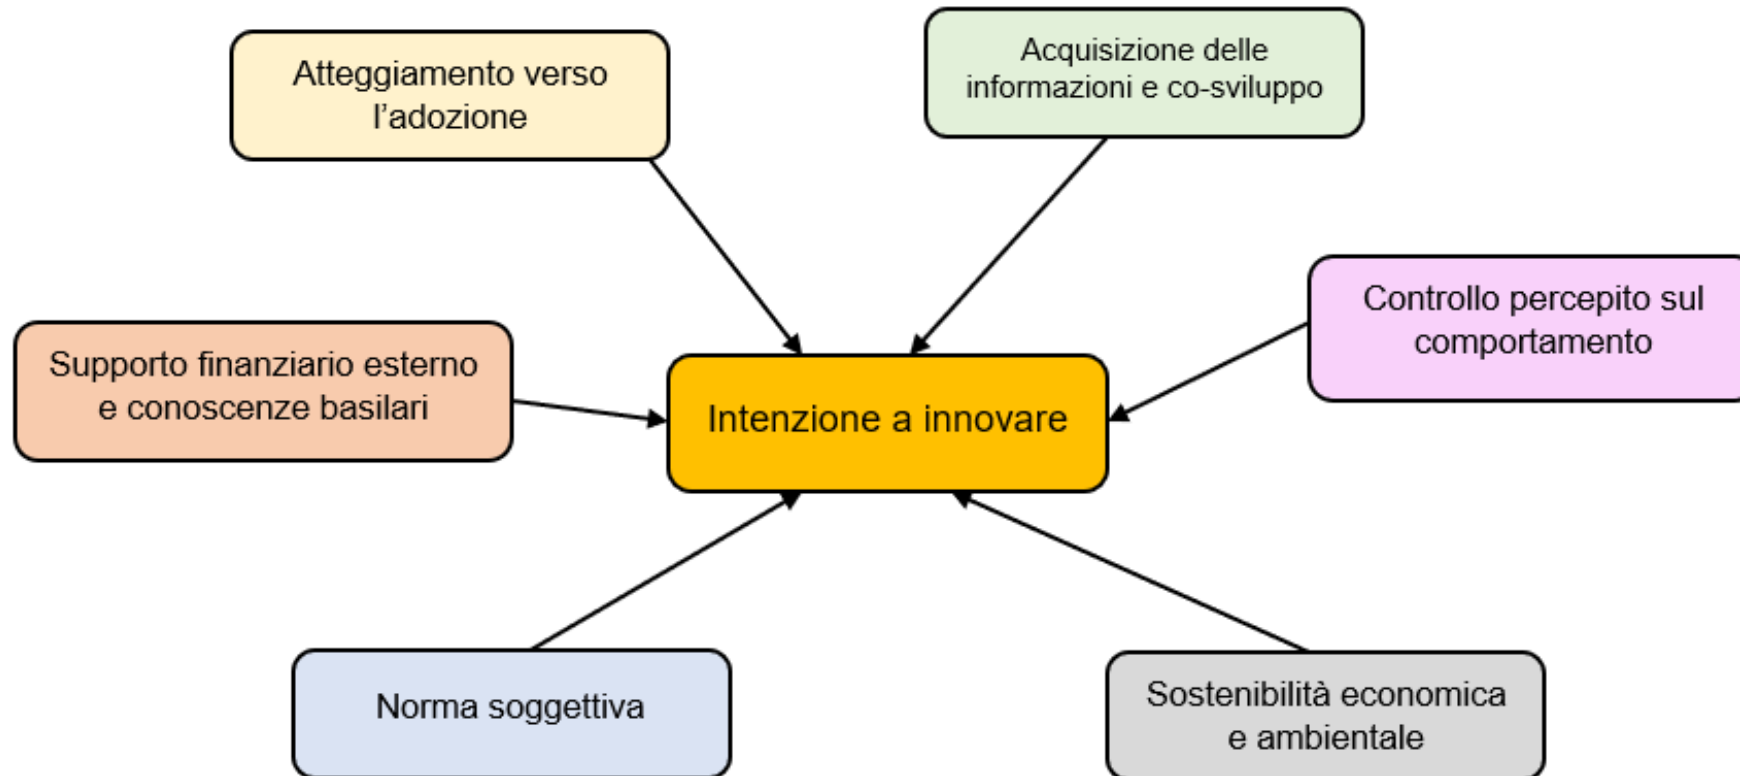 Atteggiamento verso
l’adozione
Acquisizione delle
informazioni e co-sviluppo
Controllo percepito sul
comportamento
Supporto finanziario esterno
e conoscenze basilari
Intenzione a innovare
Norma soggettiva
Sostenibilità economica
e ambientale